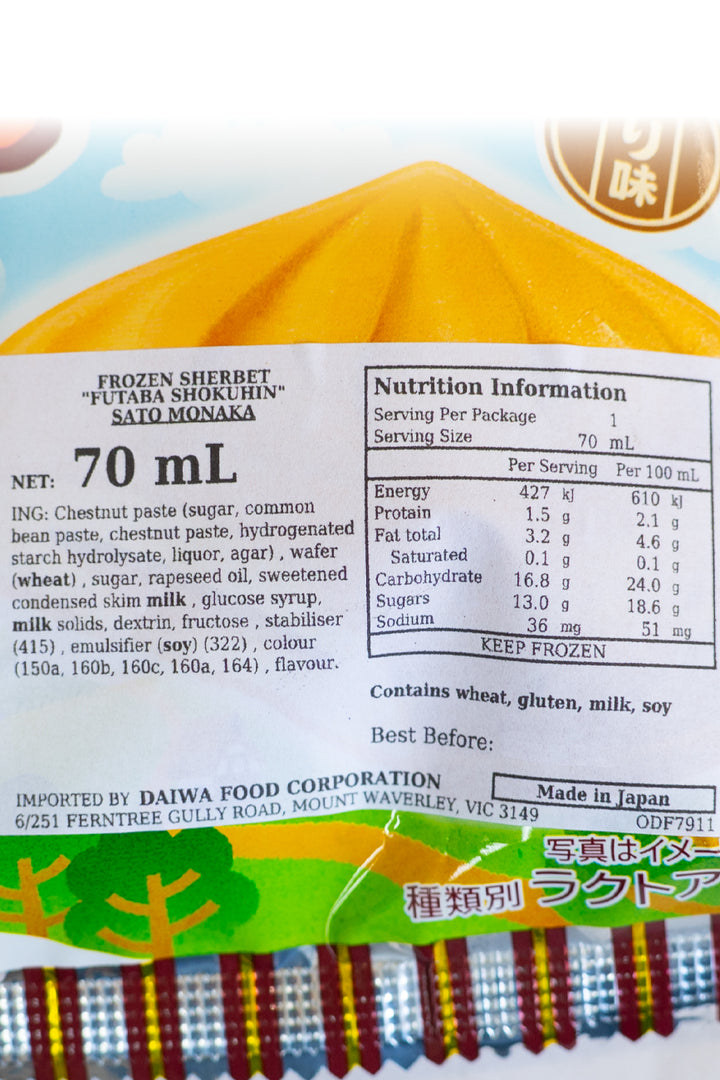 り味
FROZEN SHERBET
"FUTABA SHOKUHIN"
SATO MONAKA
NET: 70 mL
ING: Chestnut paste (sugar, common
bean paste, chestnut paste, hydrogenated
starch hydrolysate, liquor, agar) , wafer
(wheat) , sugar, rapeseed oil, sweetened
condensed skim milk , glucose syrup,
milk solids, dextrin, fructose , stabiliser
(415) , emulsifier (soy) (322) , colour
(150a, 160b, 160c, 160a, 164) , flavour.
Nutrition Information
Serving Per Package 1
Serving Size 70 mL
Per Serving Per 100 mL
Energy 427 kJ 610 kJ
Protein 1.5 g 2.1 g
Fat total 3.2 g 4.6 g
Saturated 0.1 g 0.1 g
Carbohydrate 16.8 g 24.0 g
Sugars 13.0 g 18.6 g
Sodium 36 mg 51 mg
KEEP FROZEN
Contains wheat, gluten, milk, soy
Best Before:
IMPORTED BY DAIWA FOOD CORPORATION
6/251 FERNTREE GULLY ROAD, MOUNT WAVERLEY, VIC 3149
Made in Japan
ODF7911
写真はイメー
種類別 ラクトア